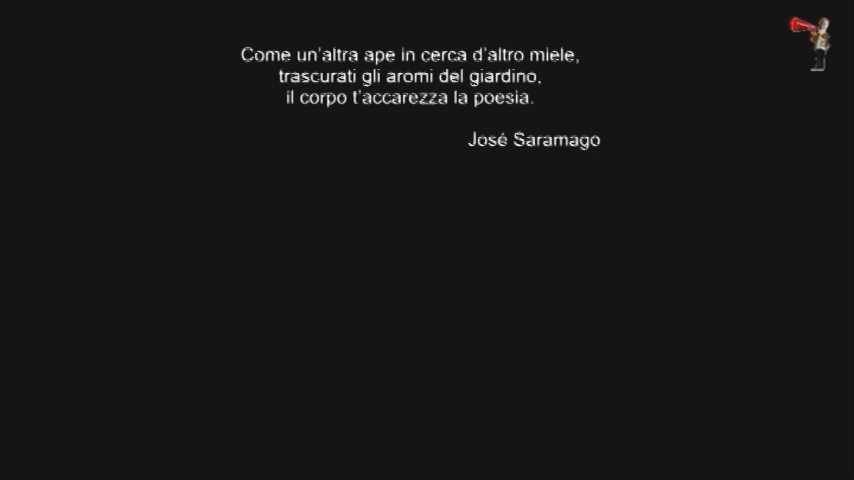 Come un'altra ape in cerca d'altro miele,
trascurati gli aromi del giardino,
il corpo t'accarezza la poesia.
José Saramago